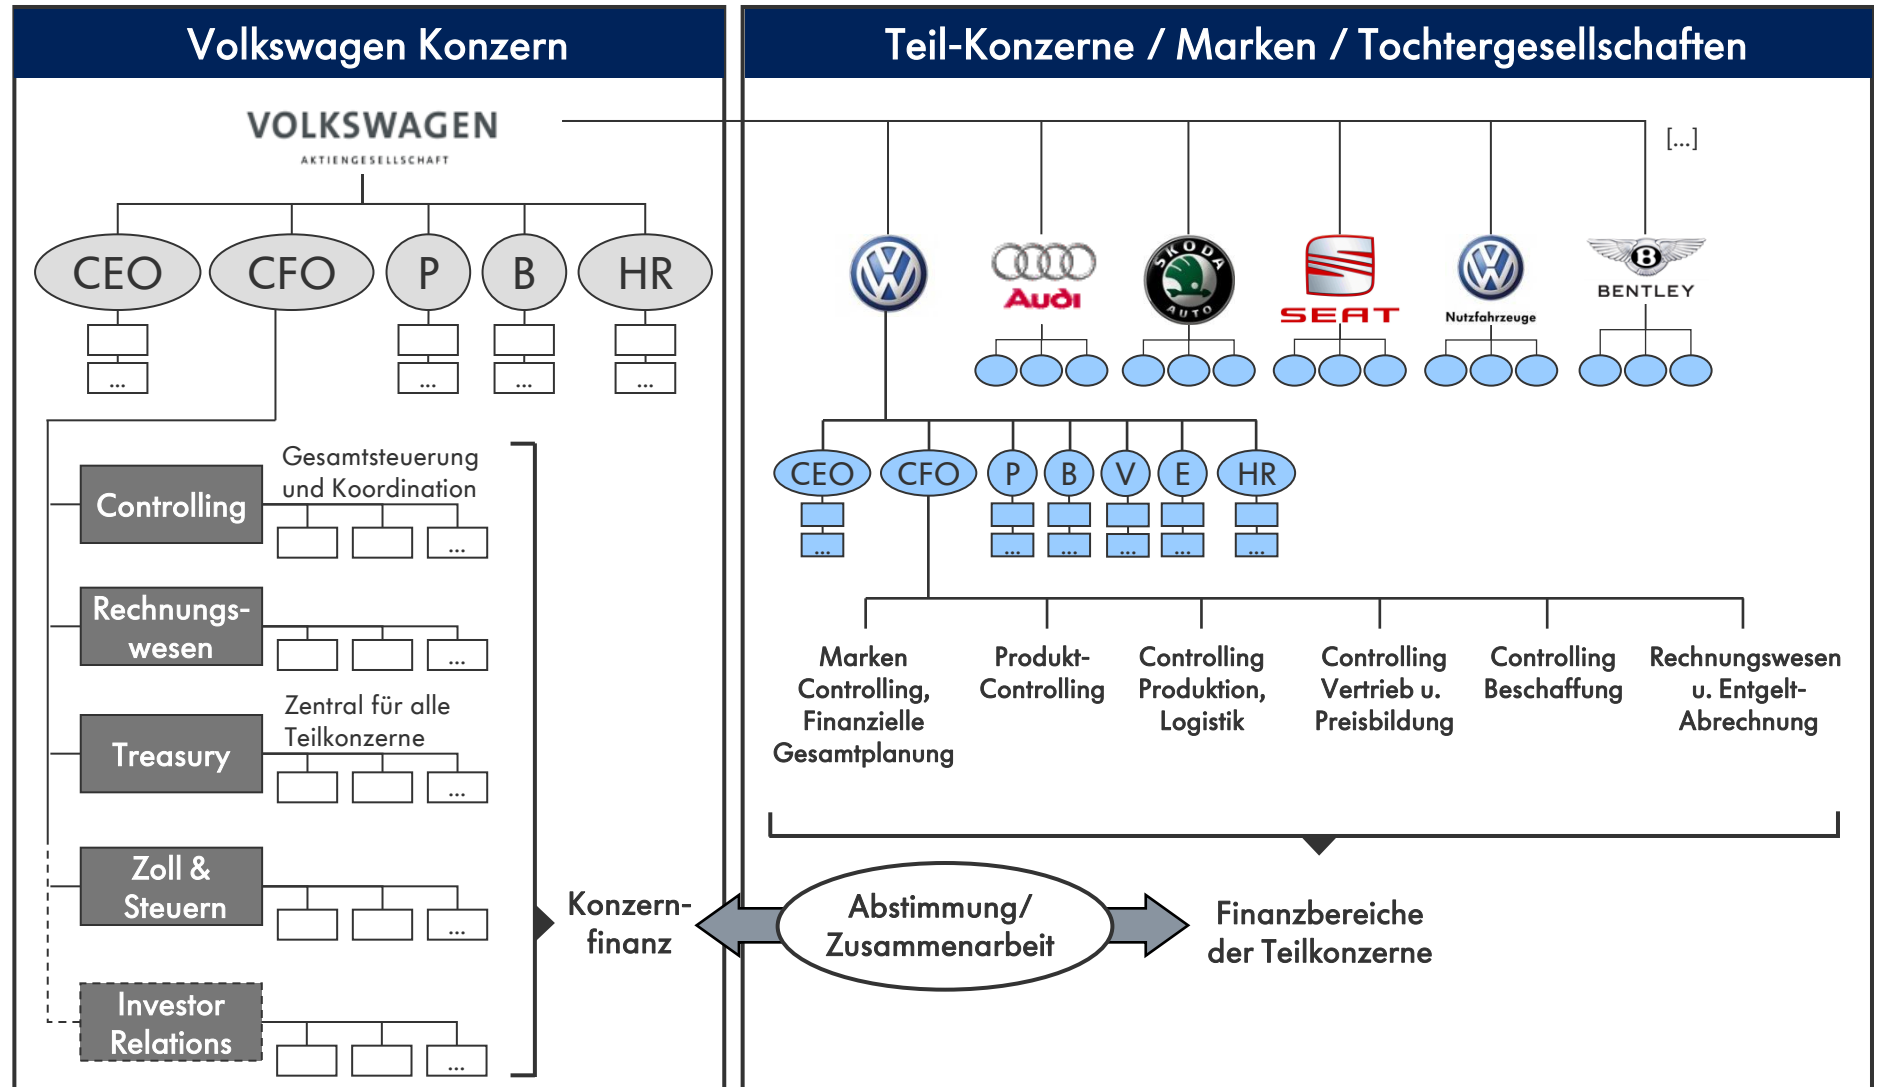 Volkswagen Konzern
VOLKSWAGEN
AKTIENGESELLSCHAFT
CEO
CFO
P
B
HR
...
...
...
...
Controlling
Gesamtsteuerung
und Koordination
...
Rechnungs-
wesen
...
Treasury
Zentral für alle
Teilkonzerne
...
Zoll &
Steuern
...
Investor
Relations
...
Konzern-
finanz
Teil-Konzerne / Marken / Tochtergesellschaften
[...]
Audi
SKODA
AUTO
SEAT
Nutzfahrzeuge
B
BENTLEY
CEO
CFO
P
B
V
E
HR
...
...
...
...
...
...
Marken
Controlling,
Finanzielle
Gesamtplanung
Produkt-
Controlling
Controlling
Produktion,
Logistik
Controlling
Vertrieb u.
Preisbildung
Controlling
Beschaffung
Rechnungswesen
u. Entgelt-
Abrechnung
Abstimmung/
Zusammenarbeit
Finanzbereiche
der Teilkonzerne